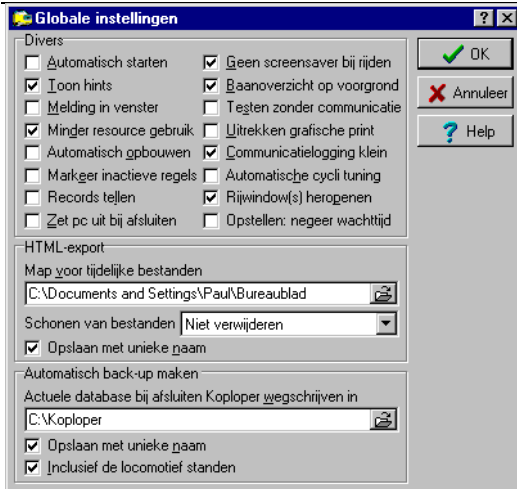 Globale instellingen
Divers
Automatisch starten
Toon hints
Melding in venster
Minder resource gebruik
Automatisch opbouwen
Markeer inactieve regels
Records tellen
Zet pc uit bij afsluiten
Geen screensaver bij rijden
Baanoverzicht op voorgrond
Testen zonder communicatie
Uitrekken grafische print
Communicatielogging klein
Automatische cycli tuning
Rijwindow(s) heropenen
Opstellen: negeer wachttijd
OK
Annuleer
? Help
HTML-export
Map voor tijdelijke bestanden
C:\Documents and Settings\Paul\Bureaublad
Schonen van bestanden Niet verwijderen
Opslaan met unieke naam
Automatisch back-up maken
Actuele database bij afsluiten Koploper wegschrijven in
C:\Koploper
Opslaan met unieke naam
Inclusief de locomotief standen